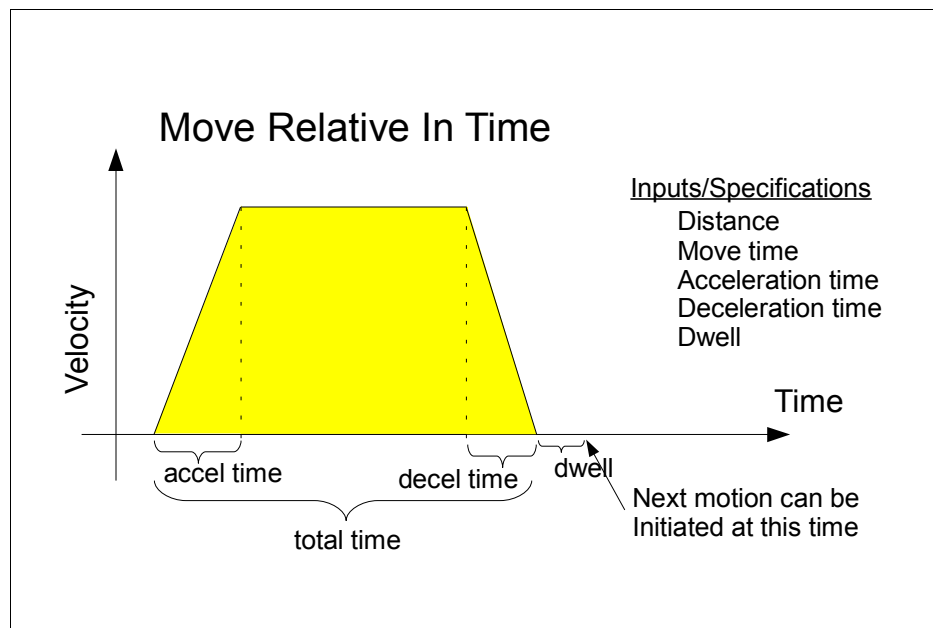 Move Relative In Time
Inputs/Specifications
Distance
Move time
Acceleration time
Deceleration time
Dwell
Velocity
Time
accel time
decel time
dwell
total time
Next motion can be
Initiated at this time